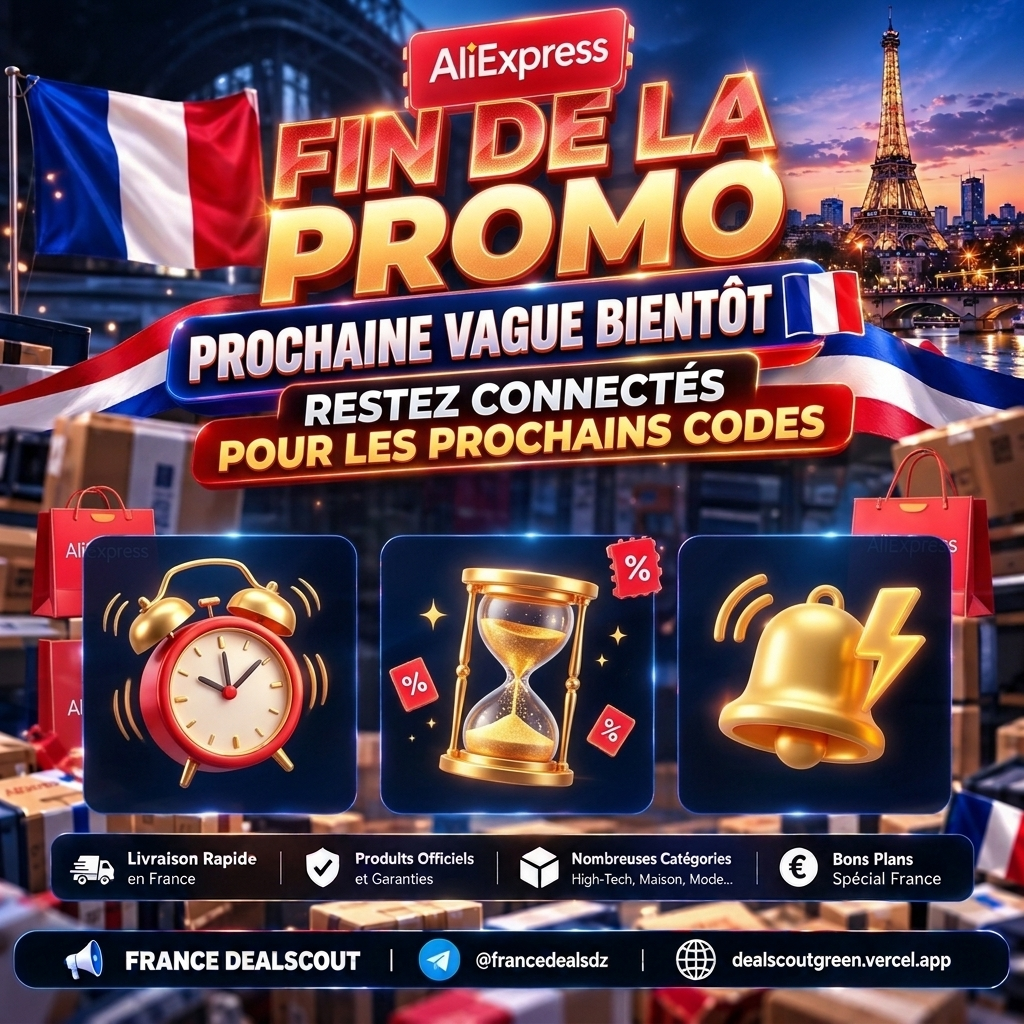 AliExpress
FIN DE LA
PROMO
PROCHAINE VAGUE BIENTÔT
RESTEZ CONNECTÉS
POUR LES PROCHAINS CODES
AliExpress
AliExpress
Ali
%
%
%
Livraison Rapide
en France
Produits Officiels
et Garanties
Nombreuses Catégories
High-Tech, Maison, Mode...
€
Bons Plans
Spécial France
FRANCE DEALSCOUT | @francedealsdz | dealscoutgreen.vercel.app